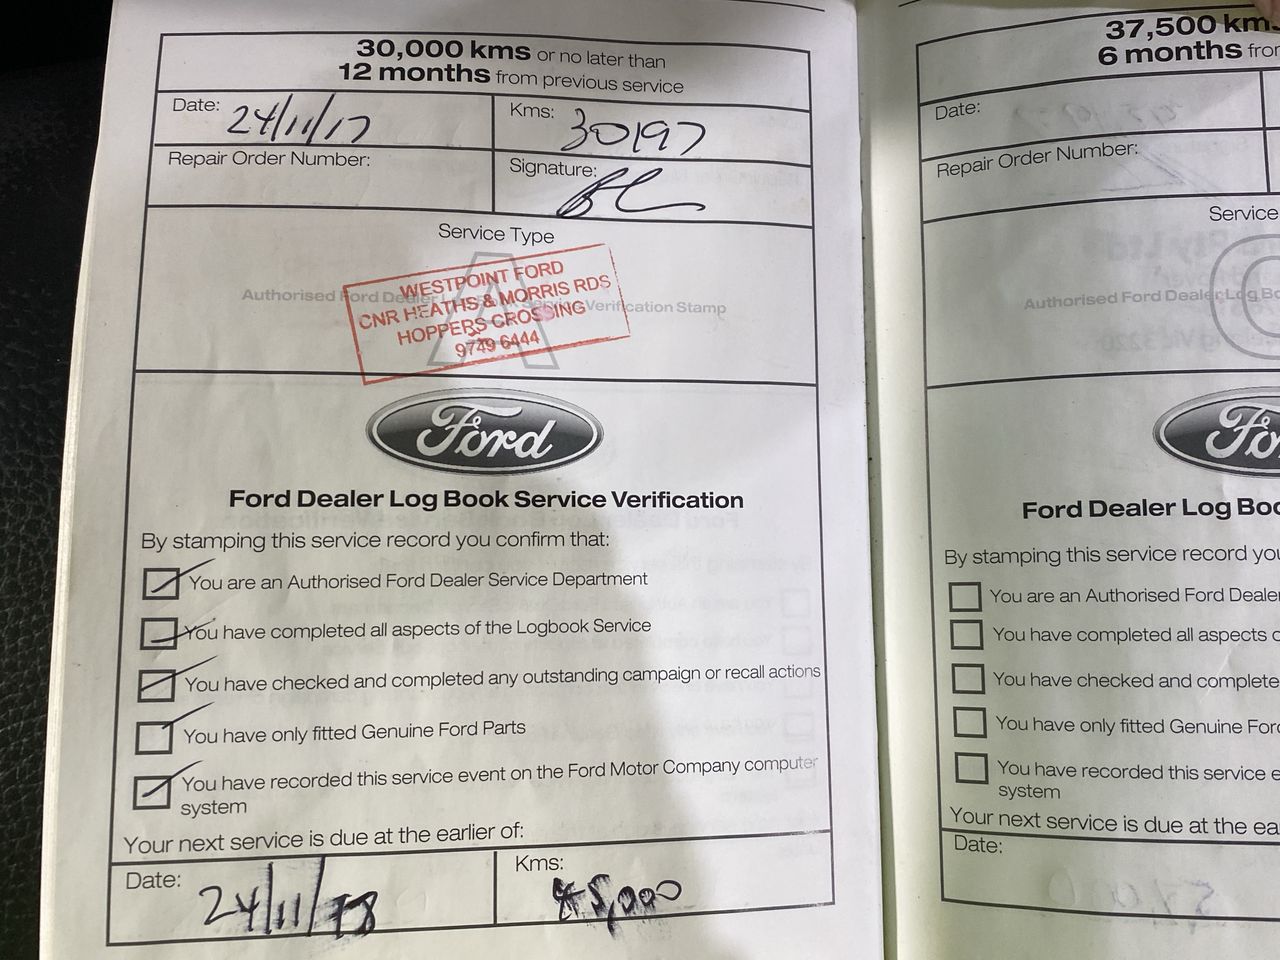 30,000 kms or no later than
12 months from previous service
Date: 24/11/17
Kms: 30197
Repair Order Number:
Signature:
Service Type
A
Authorised Ford Dealer Verification Stamp
WESTPOINT FORD
CNR HEATHS & MORRIS RDS
HOPPERS CROSSING
9749 6444
Ford
Ford Dealer Log Book Service Verification
By stamping this service record you confirm that:
You are an Authorised Ford Dealer Service Department
You have completed all aspects of the Logbook Service
You have checked and completed any outstanding campaign or recall actions
You have only fitted Genuine Ford Parts
You have recorded this service event on the Ford Motor Company computer
system
Your next service is due at the earlier of:
Date: 24/11/18
Kms: 45,000
37,500 kms
6 months from
Date:
Repair Order Number:
Service
Authorised Ford Dealer Log Bo
Fo
Ford Dealer Log Boo
By stamping this service record you
You are an Authorised Ford Dealer
You have completed all aspects o
You have checked and complete
You have only fitted Genuine Ford
You have recorded this service e
system
Your next service is due at the ea
Date: